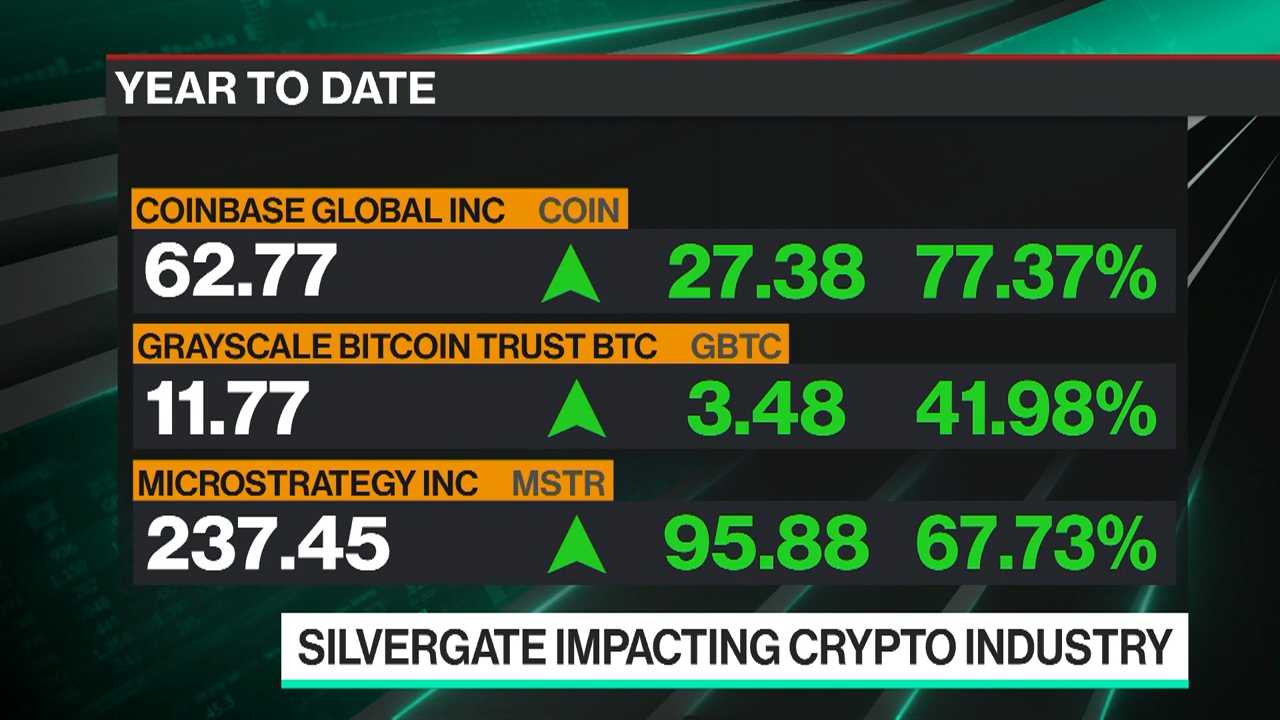 YEAR TO DATE
COINBASE GLOBAL INC COIN
62.77 ▲ 27.38 77.37%
GRAYSCALE BITCOIN TRUST BTC GBTC
11.77 ▲ 3.48 41.98%
MICROSTRATEGY INC MSTR
237.45 ▲ 95.88 67.73%
SILVERGATE IMPACTING CRYPTO INDUSTRY